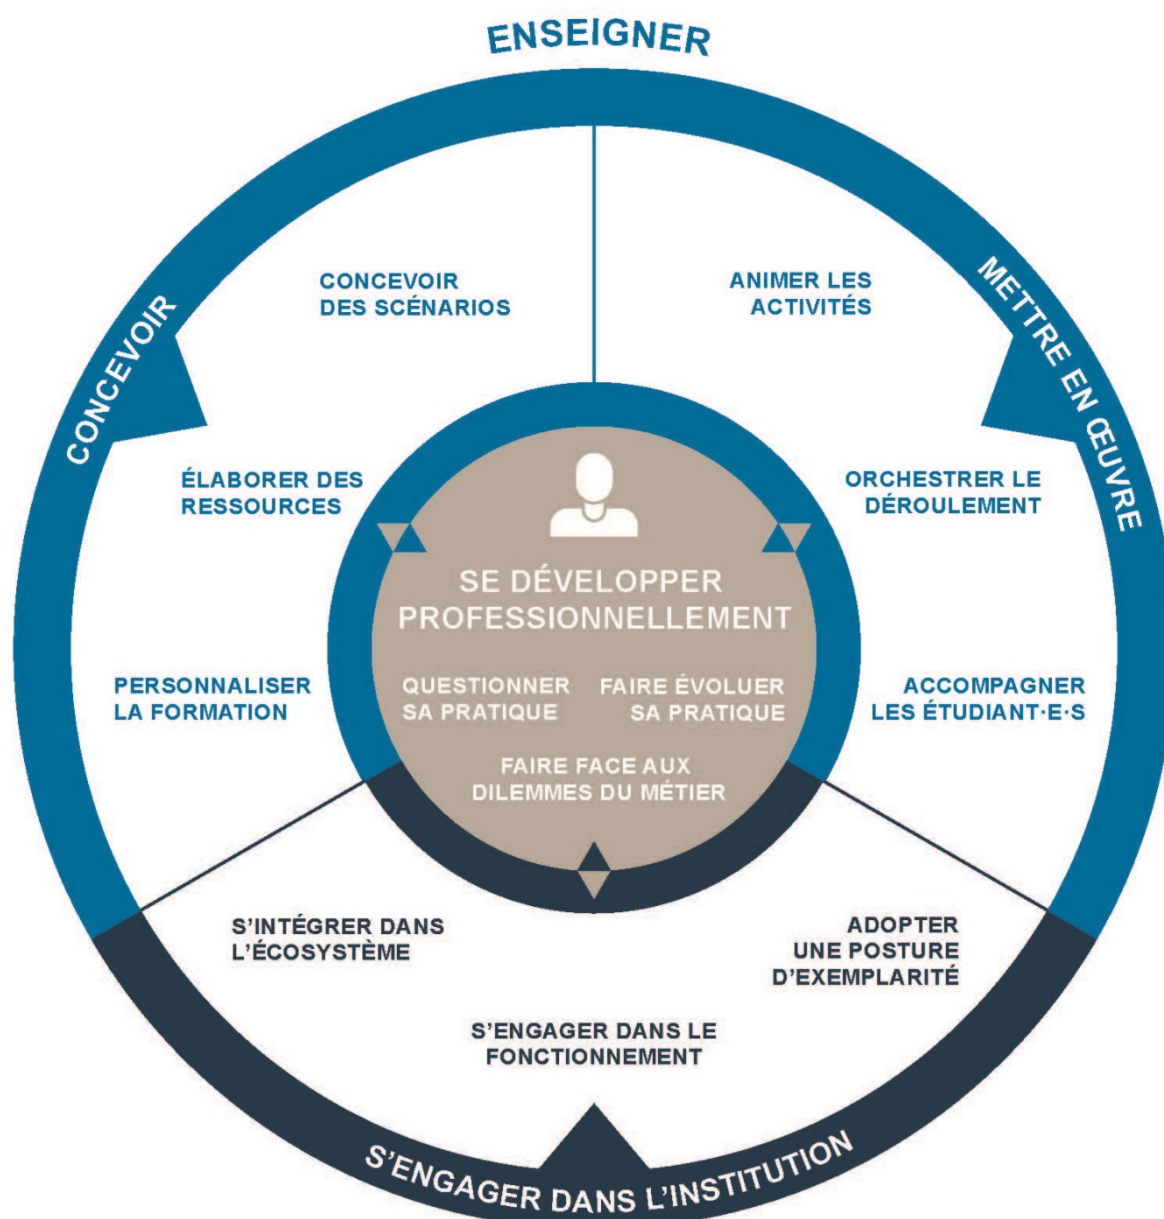 ENSEIGNER
CONCEVOIR
CONCEVOIR
DES SCÉNARIOS
ÉLABORER DES
RESSOURCES
PERSONNALISER
LA FORMATION
METTRE EN ŒUVRE
ANIMER LES
ACTIVITÉS
ORCHESTRER LE
DÉROULEMENT
ACCOMPAGNER
LES ÉTUDIANT·E·S
SE DÉVELOPPER
PROFESSIONNELLEMENT
QUESTIONNER
SA PRATIQUE
FAIRE ÉVOLUER
SA PRATIQUE
FAIRE FACE AUX
DILEMMES DU MÉTIER
S’INTÉGRER DANS
L’ÉCOSYSTÈME
S’ENGAGER DANS LE
FONCTIONNEMENT
ADOPTER
UNE POSTURE
D’EXEMPLARITÉ
S’ENGAGER DANS L’INSTITUTION